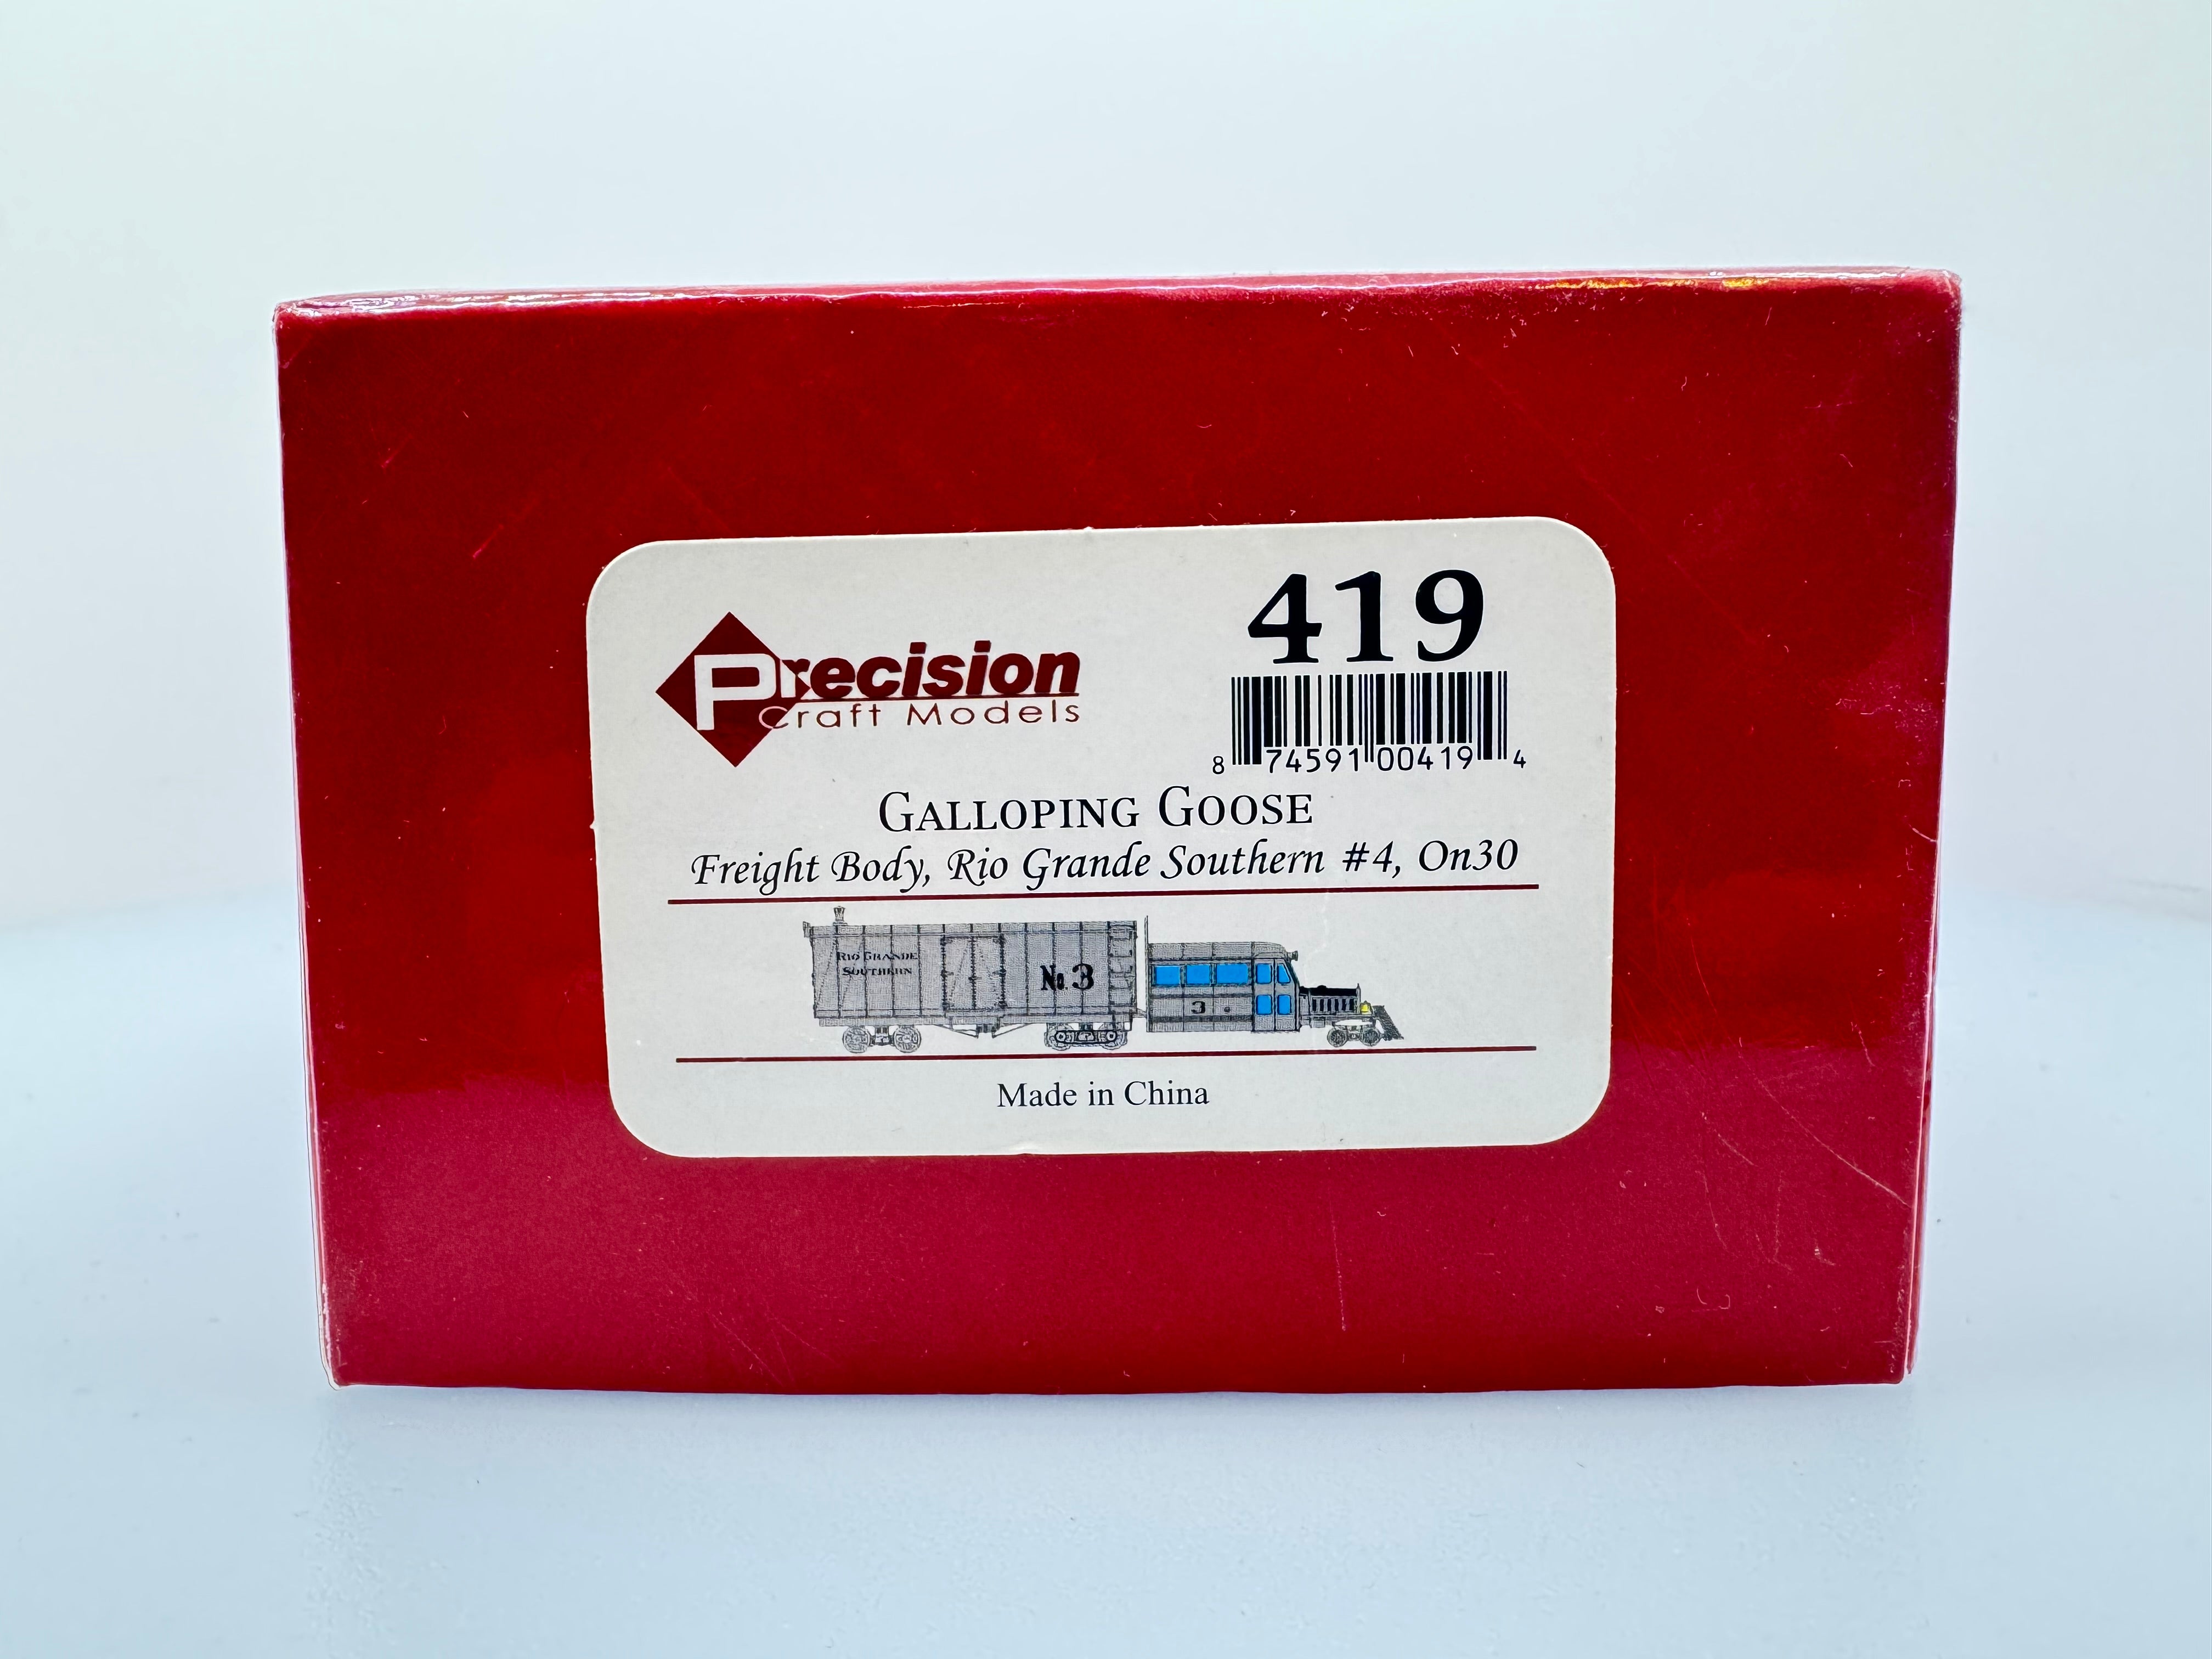 Precision
Craft Models
419
8 74591 00419 4
GALLOPING GOOSE
Freight Body, Rio Grande Southern #4, On30
RIO GRANDE
SOUTHERN
No. 3
3
Made in China